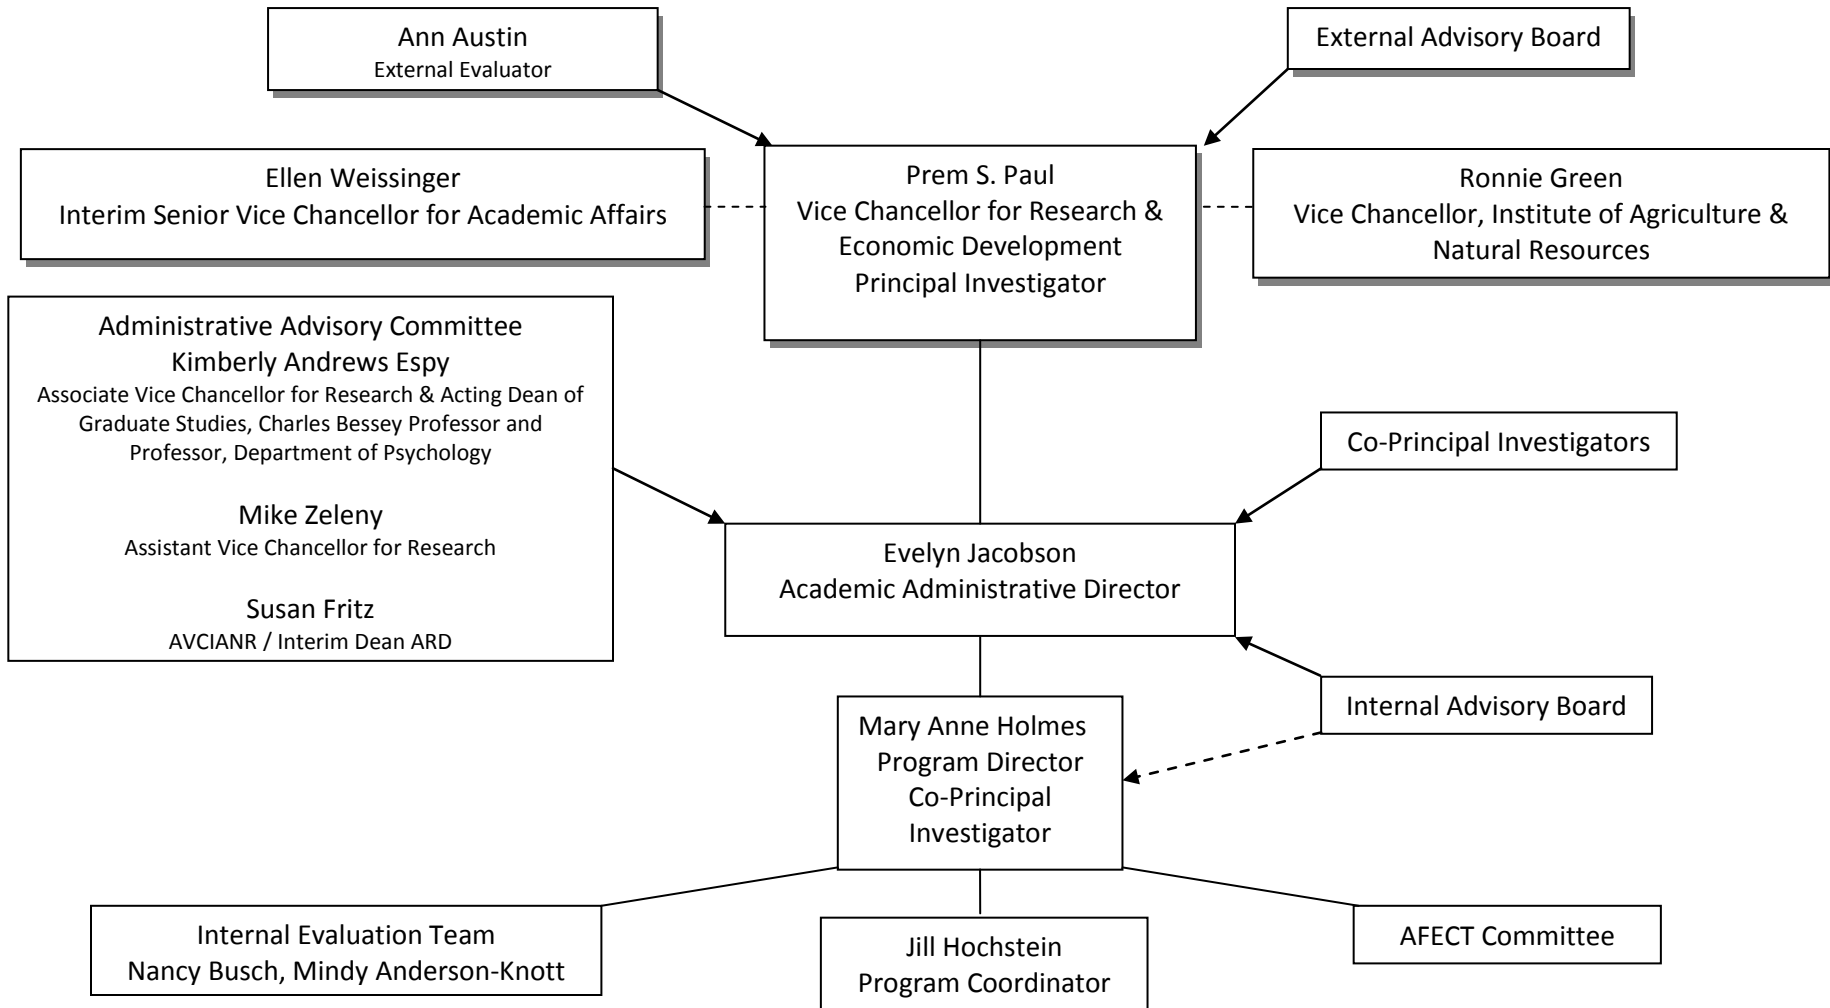 Ann Austin
External Evaluator
External Advisory Board
Ellen Weissinger
Interim Senior Vice Chancellor for Academic Affairs
Prem S. Paul
Vice Chancellor for Research &
Economic Development
Principal Investigator
Ronnie Green
Vice Chancellor, Institute of Agriculture &
Natural Resources
Administrative Advisory Committee
Kimberly Andrews Espy
Associate Vice Chancellor for Research & Acting Dean of
Graduate Studies, Charles Bessey Professor and
Professor, Department of Psychology
Mike Zeleny
Assistant Vice Chancellor for Research
Susan Fritz
AVCIANR / Interim Dean ARD
Co-Principal Investigators
Evelyn Jacobson
Academic Administrative Director
Internal Advisory Board
Mary Anne Holmes
Program Director
Co-Principal
Investigator
Internal Evaluation Team
Nancy Busch, Mindy Anderson-Knott
Jill Hochstein
Program Coordinator
AFECT Committee